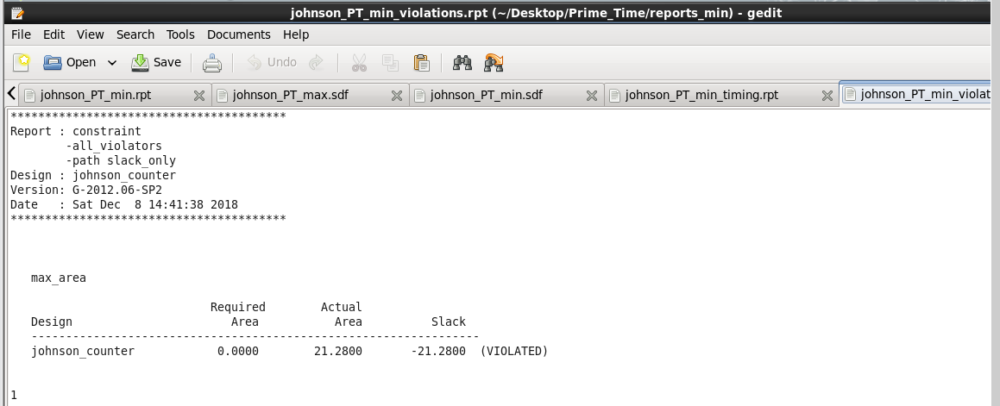 johnson_PT_min_violations.rpt (~/Desktop/Prime_Time/reports_min) - gedit
File Edit View Search Tools Documents Help
Open Save Undo
johnson_PT_min.rpt johnson_PT_max.sdf johnson_PT_min.sdf johnson_PT_min_timing.rpt johnson_PT_min_violat
****************************************
Report : constraint
        -all_violators
        -path slack_only
Design : johnson_counter
Version: G-2012.06-SP2
Date   : Sat Dec  8 14:41:38 2018
****************************************
   max_area
                             Required        Actual
   Design                       Area           Area          Slack
   -----------------------------------------------------------------
   johnson_counter            0.0000        21.2800       -21.2800  (VIOLATED)
1